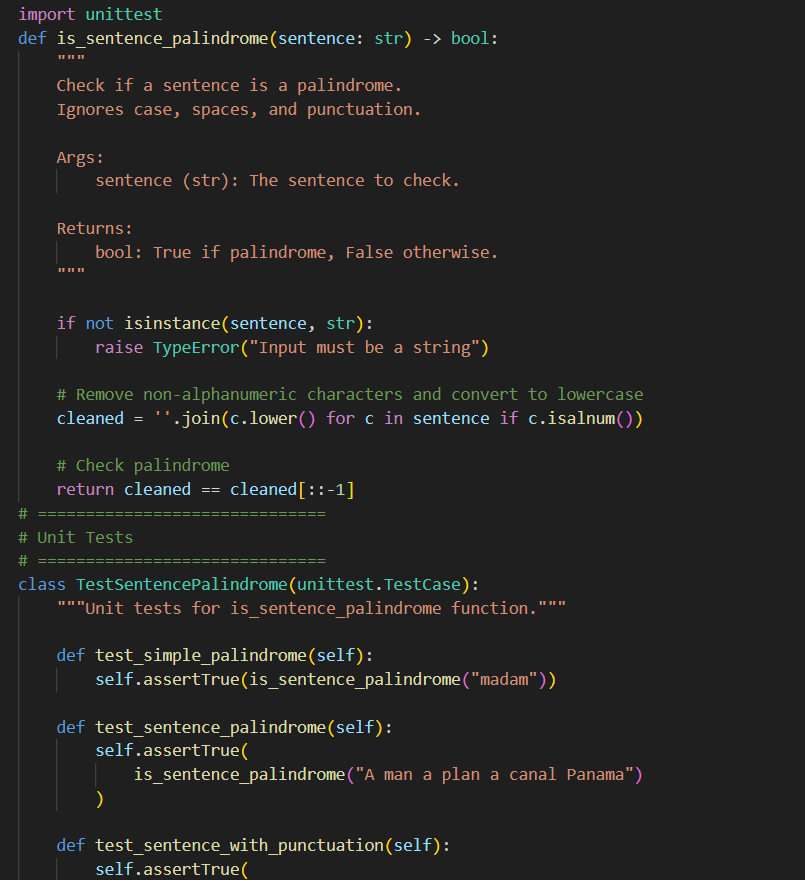 import unittest
def is_sentence_palindrome(sentence: str) -> bool:
    """
    Check if a sentence is a palindrome.
    Ignores case, spaces, and punctuation.

    Args:
        sentence (str): The sentence to check.

    Returns:
        bool: True if palindrome, False otherwise.
    """

    if not isinstance(sentence, str):
        raise TypeError("Input must be a string")

    # Remove non-alphanumeric characters and convert to lowercase
    cleaned = ''.join(c.lower() for c in sentence if c.isalnum())

    # Check palindrome
    return cleaned == cleaned[::-1]
# ==============================
# Unit Tests
# ==============================
class TestSentencePalindrome(unittest.TestCase):
    """Unit tests for is_sentence_palindrome function."""

    def test_simple_palindrome(self):
        self.assertTrue(is_sentence_palindrome("madam"))

    def test_sentence_palindrome(self):
        self.assertTrue(
            is_sentence_palindrome("A man a plan a canal Panama")
        )

    def test_sentence_with_punctuation(self):
        self.assertTrue(